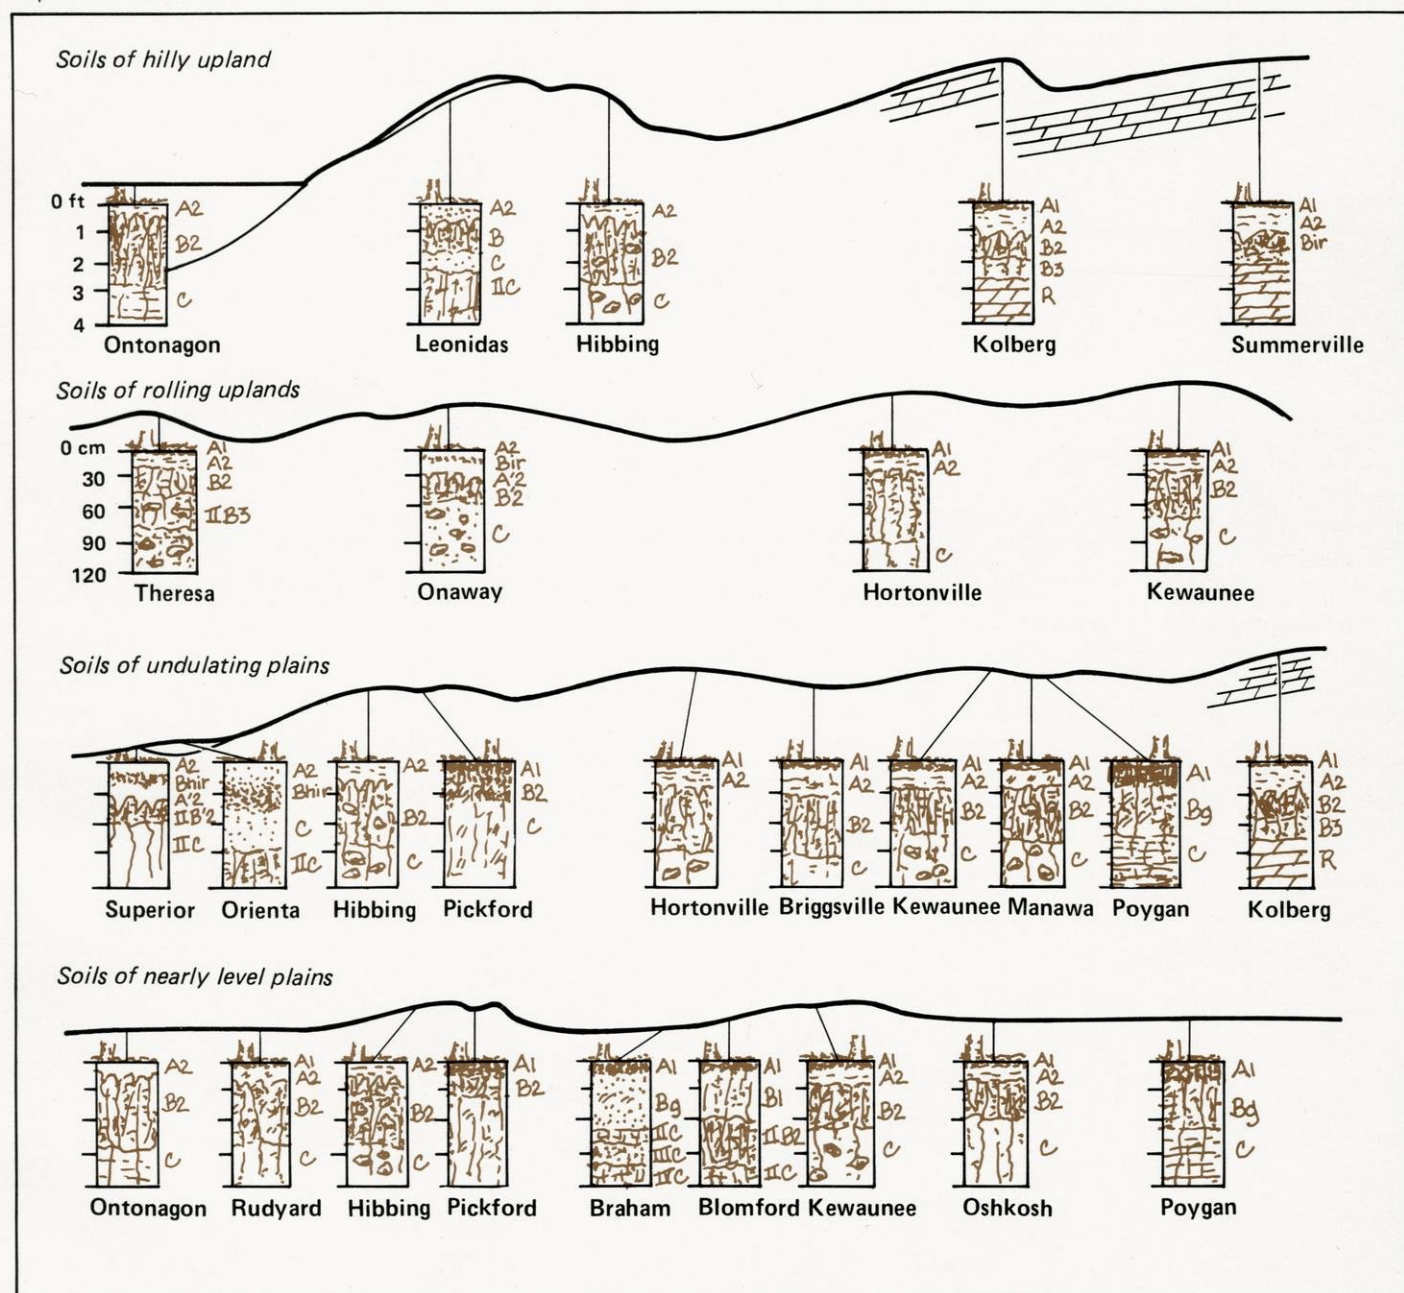 Soils of hilly upland
0 ft
1
2
3
4
A2
B2
C
Ontonagon
A2
B
C
IIC
Leonidas
A2
B2
C
Hibbing
A1
A2
B2
B3
R
Kolberg
A1
A2
Bir
Summerville
Soils of rolling uplands
0 cm
30
60
90
120
A1
A2
B2
IIB3
Theresa
A2
Bir
A'2
B2
C
Onaway
A1
A2
C
Hortonville
A1
A2
B2
C
Kewaunee
Soils of undulating plains
A2
Bhir
A'2
IIB'2
IIC
Superior
A2
Bhir
C
IIC
Orienta
A2
B2
C
Hibbing
A1
B2
C
Pickford
A1
A2
Hortonville
A1
A2
B2
C
Briggsville
A1
A2
B2
C
Kewaunee
A1
A2
B2
C
Manawa
A1
Bg
C
Poygan
A1
A2
B2
B3
R
Kolberg
Soils of nearly level plains
A2
B2
C
Ontonagon
A1
A2
B2
C
Rudyard
A2
B2
C
Hibbing
A1
B2
Pickford
A1
Bg
IIC
IIIC
Braham
A1
B1
IIB2
IIC
Blomford
A1
A2
B2
C
Kewaunee
A1
A2
B2
C
Oshkosh
A1
Bg
C
Poygan